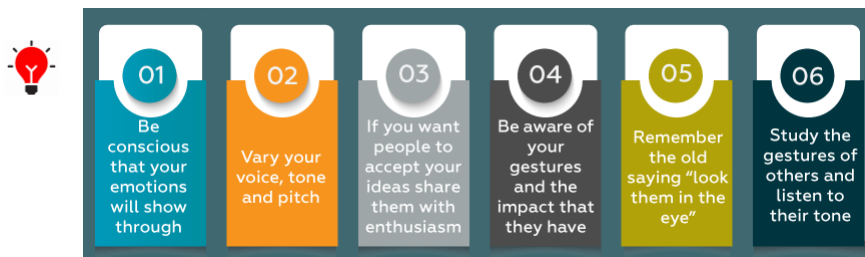 01
Be
conscious
that your
emotions
will show
through
02
Vary your
voice, tone
and pitch
03
If you want
people to
accept your
ideas share
them with
enthusiasm
04
Be aware of
your
gestures
and the
impact that
they have
05
Remember
the old
saying “look
them in the
eye”
06
Study the
gestures of
others and
listen to
their tone